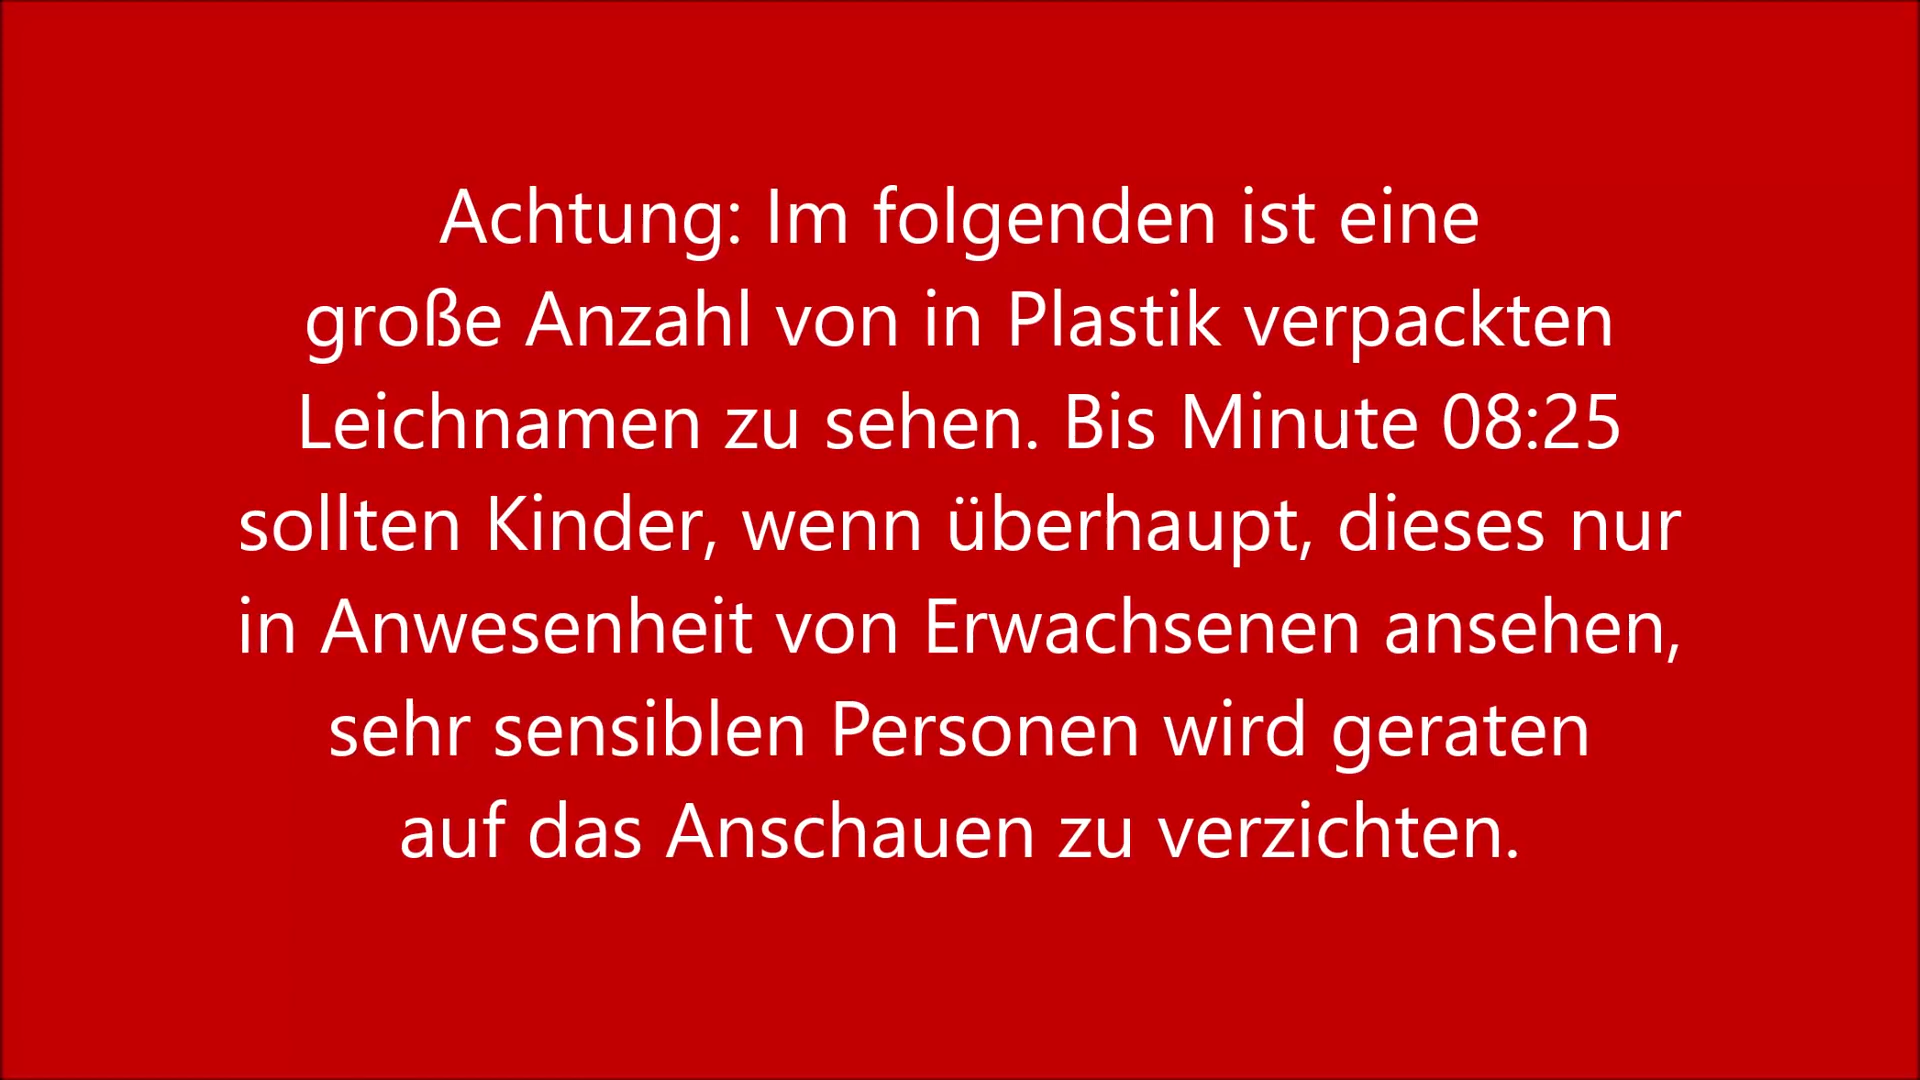 Achtung: Im folgenden ist eine
große Anzahl von in Plastik verpackten
Leichnamen zu sehen. Bis Minute 08:25
sollten Kinder, wenn überhaupt, dieses nur
in Anwesenheit von Erwachsenen ansehen,
sehr sensiblen Personen wird geraten
auf das Anschauen zu verzichten.